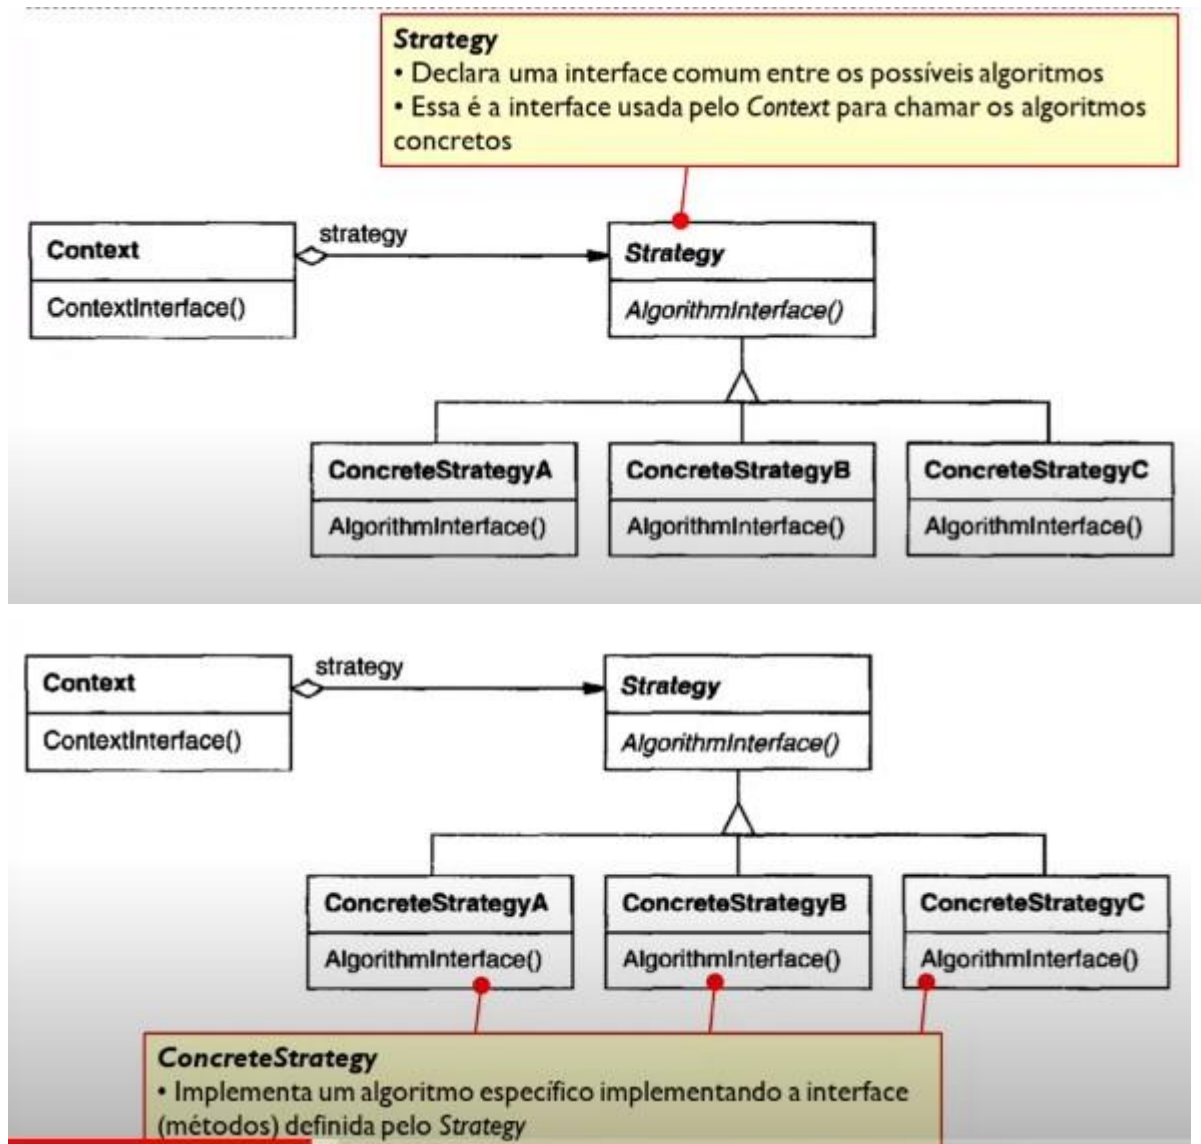 Strategy
• Declara uma interface comum entre os possíveis algoritmos
• Essa é a interface usada pelo Context para chamar os algoritmos
concretos
Context
strategy
Strategy
ContextInterface()
AlgorithmInterface()
ConcreteStrategyA
ConcreteStrategyB
ConcreteStrategyC
AlgorithmInterface()
AlgorithmInterface()
AlgorithmInterface()
Context
strategy
Strategy
ContextInterface()
AlgorithmInterface()
ConcreteStrategyA
ConcreteStrategyB
ConcreteStrategyC
AlgorithmInterface()
AlgorithmInterface()
AlgorithmInterface()
ConcreteStrategy
• Implementa um algoritmo específico implementando a interface
(métodos) definida pelo Strategy